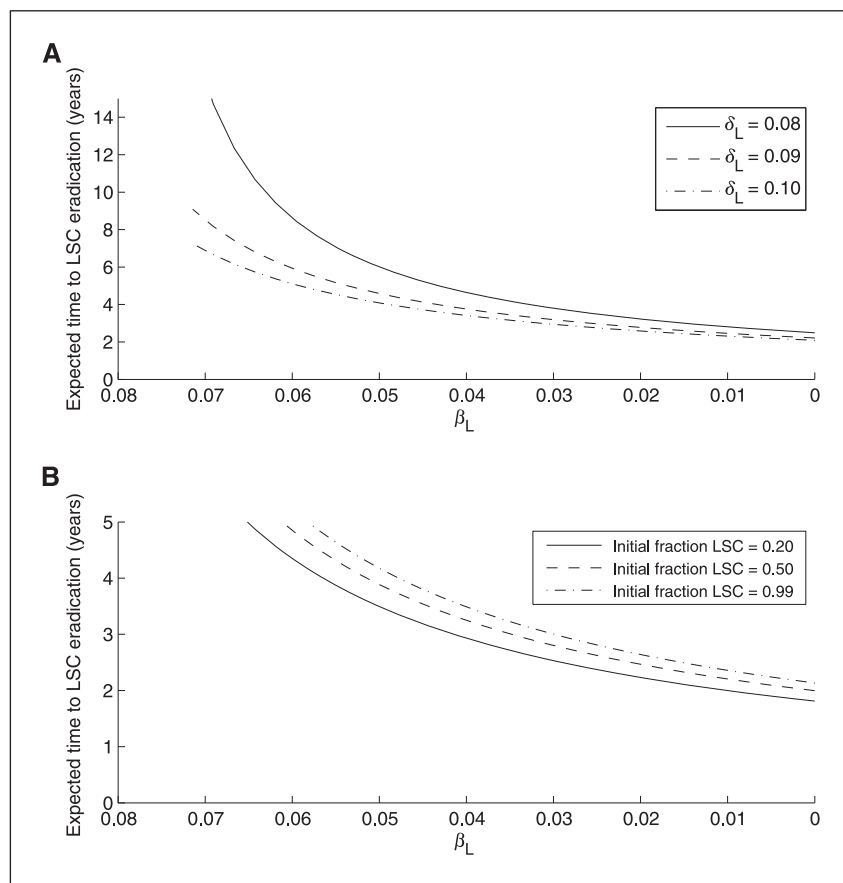 A
Expected time to LSC eradication (years)
14
12
10
8
6
4
2
0
δL = 0.08
δL = 0.09
δL = 0.10
0.08 0.07 0.06 0.05 0.04 0.03 0.02 0.01 0
βL
B
Expected time to LSC eradication (years)
5
4
3
2
1
0
Initial fraction LSC = 0.20
Initial fraction LSC = 0.50
Initial fraction LSC = 0.99
0.08 0.07 0.06 0.05 0.04 0.03 0.02 0.01 0
βL